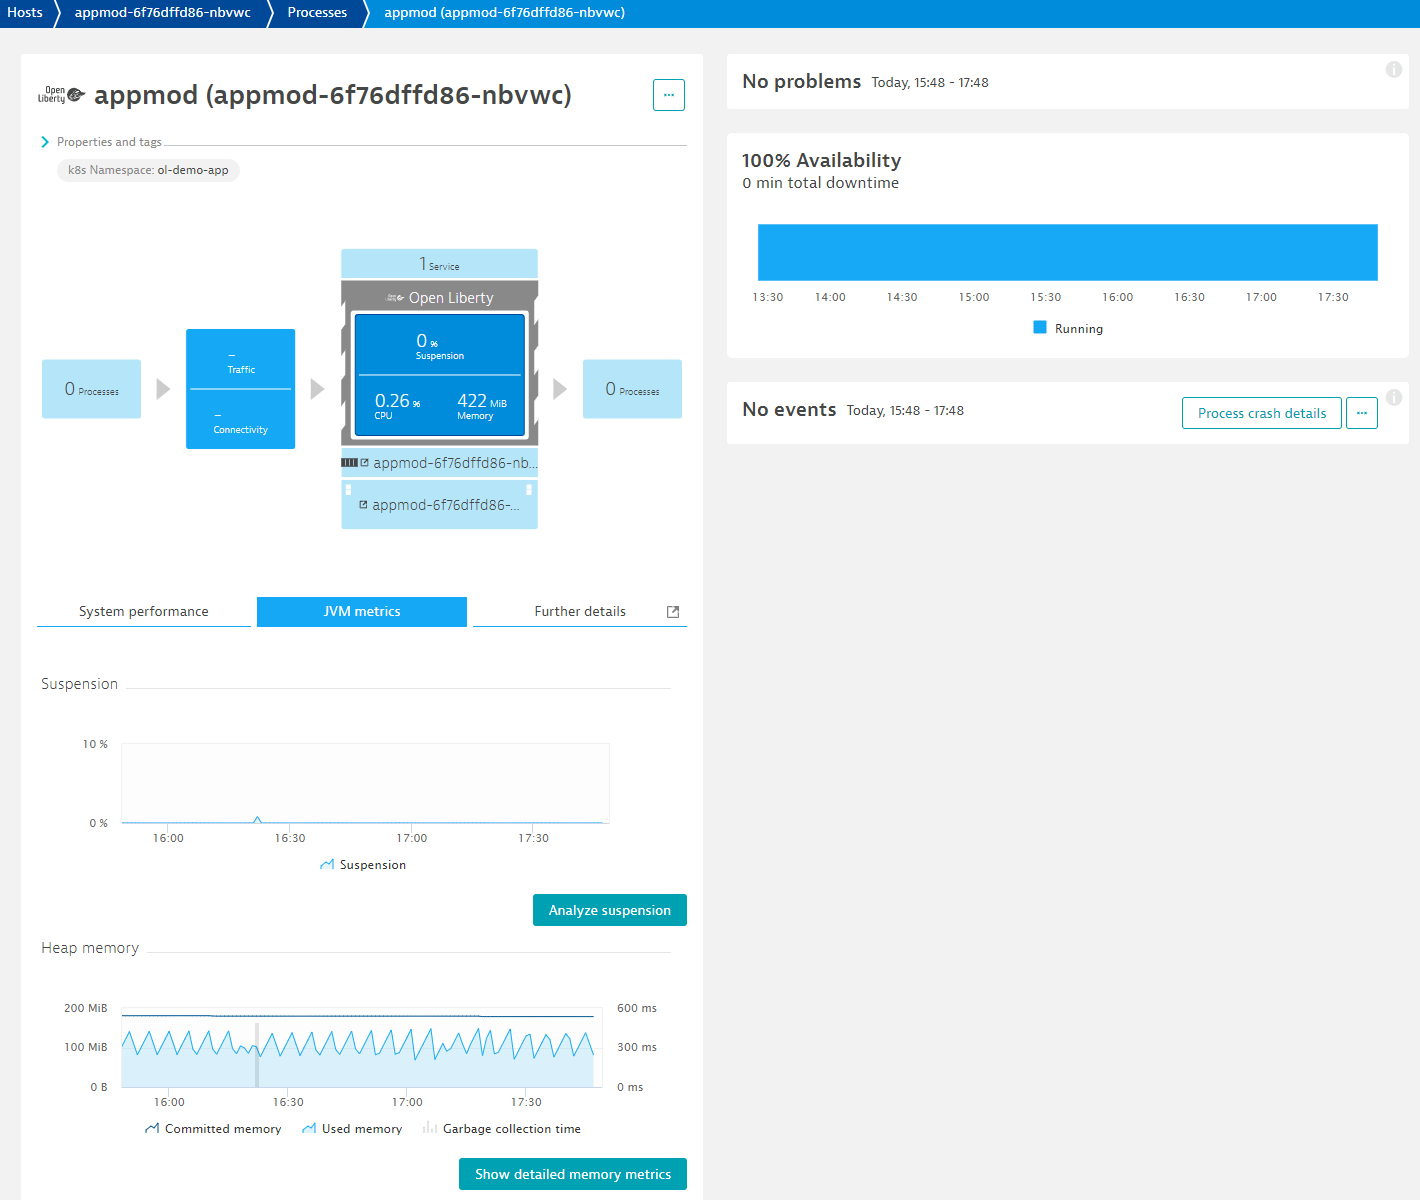 Hosts
appmod-6f76dffd86-nbvwc
Processes
appmod (appmod-6f76dffd86-nbvwc)
Open
Liberty
appmod (appmod-6f76dffd86-nbvwc)
...
Properties and tags
k8s Namespace: ol-demo-app
1 Service
Open Liberty
0 %
Suspension
0.26 %
CPU
422 MiB
Memory
0 Processes
–
Traffic
–
Connectivity
0 Processes
appmod-6f76dffd86-nb...
appmod-6f76dffd86-...
System performance
JVM metrics
Further details
Suspension
10 %
0 %
16:00 16:30 17:00 17:30
Suspension
Analyze suspension
Heap memory
200 MiB
100 MiB
0 B
600 ms
300 ms
0 ms
16:00 16:30 17:00 17:30
Committed memory Used memory Garbage collection time
Show detailed memory metrics
No problems Today, 15:48 - 17:48
100% Availability
0 min total downtime
13:30 14:00 14:30 15:00 15:30 16:00 16:30 17:00 17:30
Running
No events Today, 15:48 - 17:48
Process crash details
...